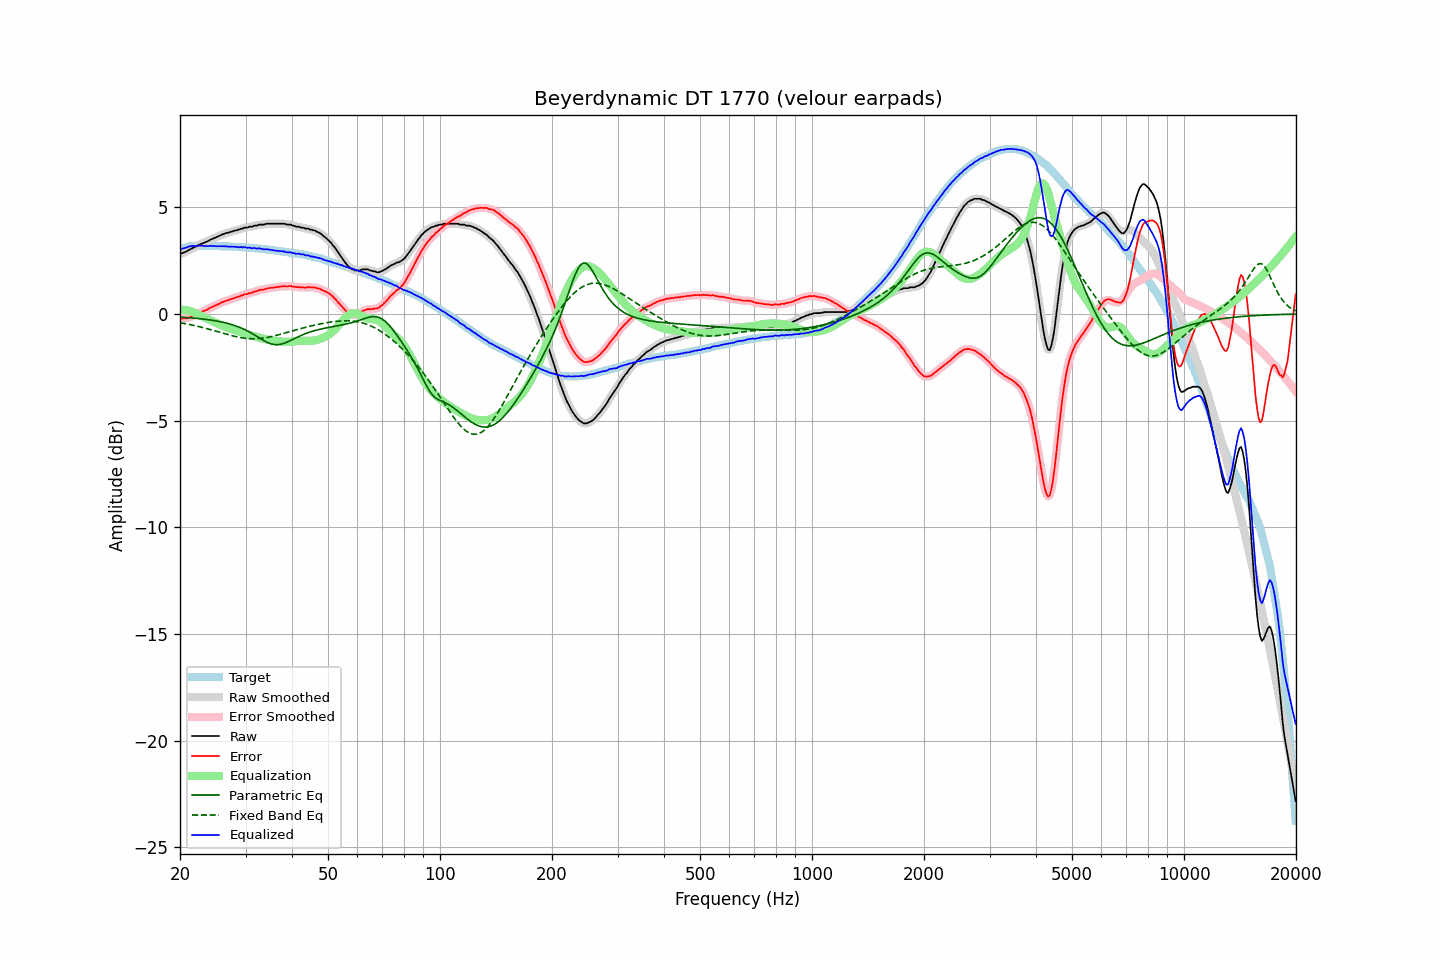 Beyerdynamic DT 1770 (velour earpads)
Amplitude (dBr)
5
0
−5
−10
−15
−20
−25
Target
Raw Smoothed
Error Smoothed
Raw
Error
Equalization
Parametric Eq
Fixed Band Eq
Equalized
20 50 100 200 500 1000 2000 5000 10000 20000
Frequency (Hz)